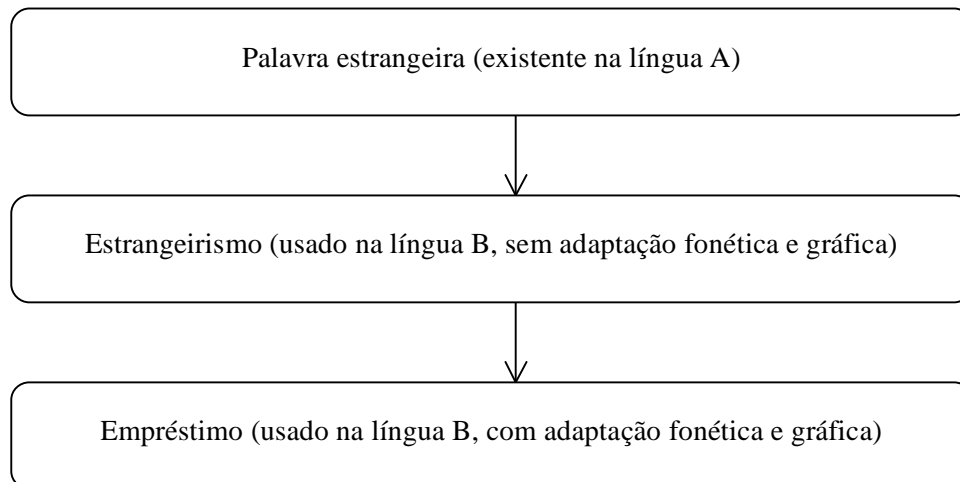 Palavra estrangeira (existente na língua A)
Estrangeirismo (usado na língua B, sem adaptação fonética e gráfica)
Empréstimo (usado na língua B, com adaptação fonética e gráfica)